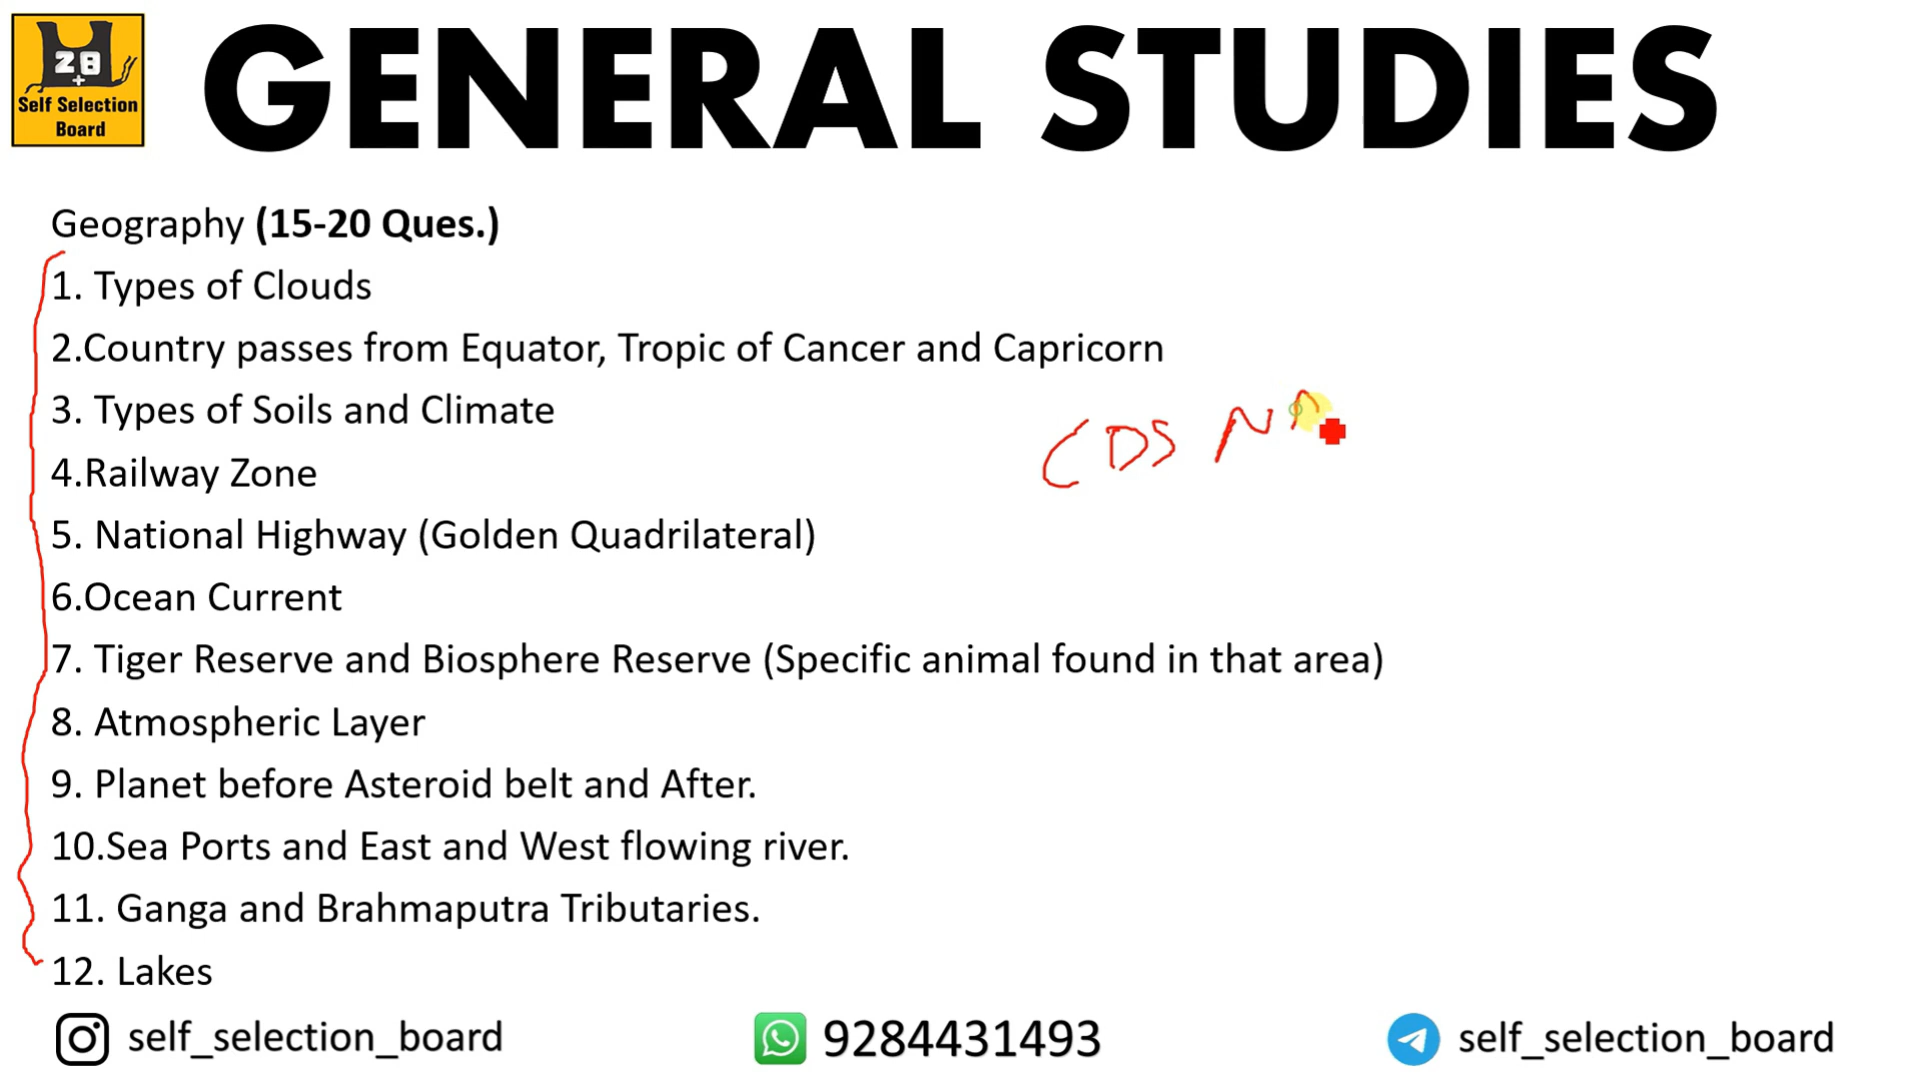 28
+
Self Selection
Board
GENERAL STUDIES
Geography (15-20 Ques.)
1. Types of Clouds
2.Country passes from Equator, Tropic of Cancer and Capricorn
3. Types of Soils and Climate
CDS N
4.Railway Zone
5. National Highway (Golden Quadrilateral)
6.Ocean Current
7. Tiger Reserve and Biosphere Reserve (Specific animal found in that area)
8. Atmospheric Layer
9. Planet before Asteroid belt and After.
10.Sea Ports and East and West flowing river.
11. Ganga and Brahmaputra Tributaries.
12. Lakes
self_selection_board 9284431493 self_selection_board